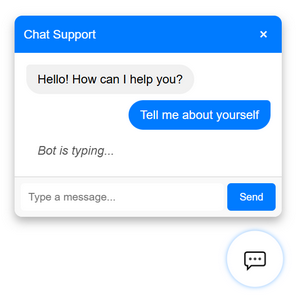 Chat Support ×
Hello! How can I help you?
Tell me about yourself
Bot is typing...
Type a message... Send